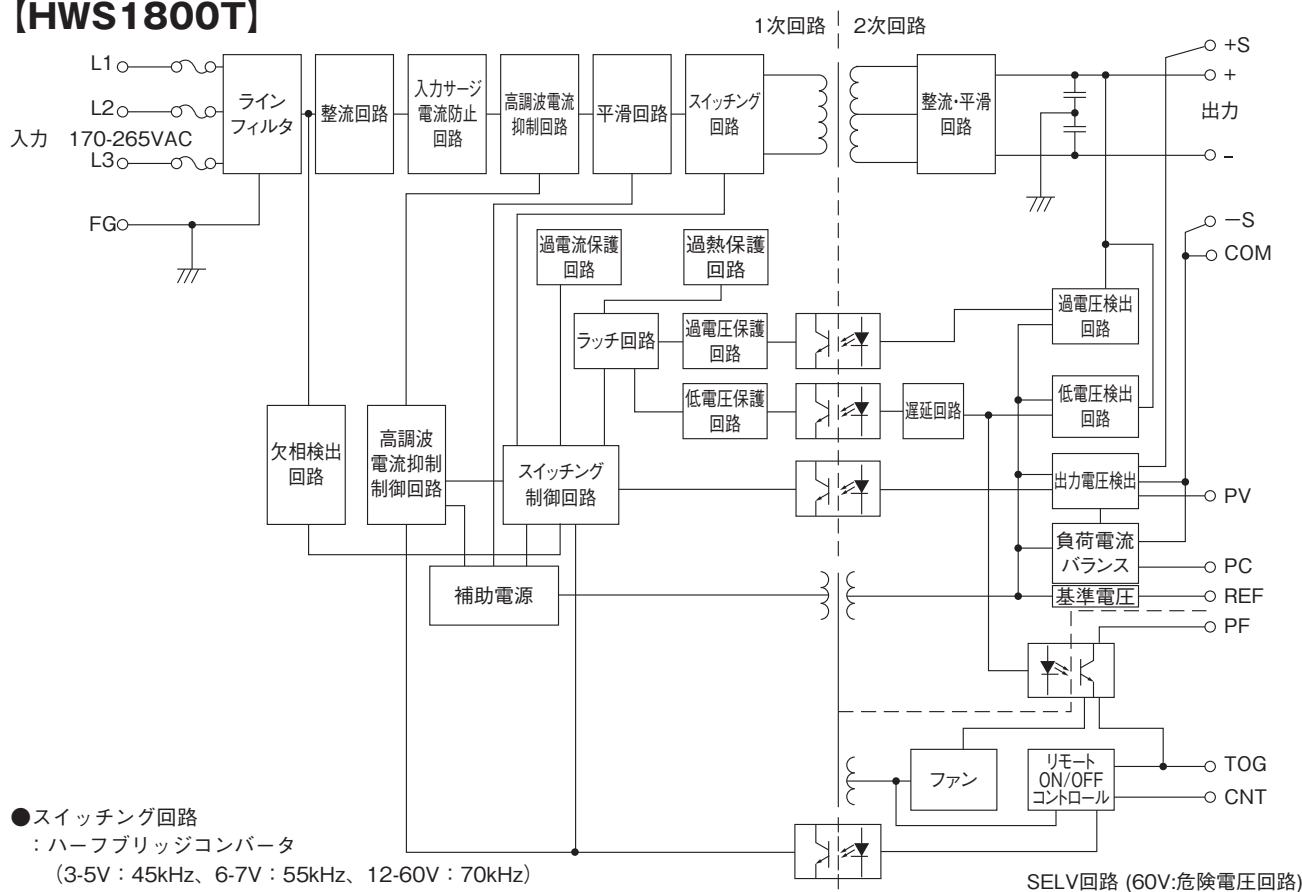 【HWS1800T】
1次回路
2次回路
L1
L2
入力 170-265VAC
L3
FG
ライン
フィルタ
整流回路
入力サージ
電流防止
回路
高調波電流
抑制回路
平滑回路
スイッチング
回路
整流・平滑
回路
+S
+
出力
−
−S
COM
過電流保護
回路
過熱保護
回路
ラッチ回路
過電圧保護
回路
過電圧検出
回路
低電圧保護
回路
遅延回路
低電圧検出
回路
欠相検出
回路
高調波
電流抑制
制御回路
スイッチング
制御回路
出力電圧検出
PV
負荷電流
バランス
PC
補助電源
基準電圧
REF
PF
ファン
リモート
ON/OFF
コントロール
TOG
CNT
●スイッチング回路
：ハーフブリッジコンバータ
（3-5V：45kHz、6-7V：55kHz、12-60V：70kHz）
SELV回路 (60V:危険電圧回路)